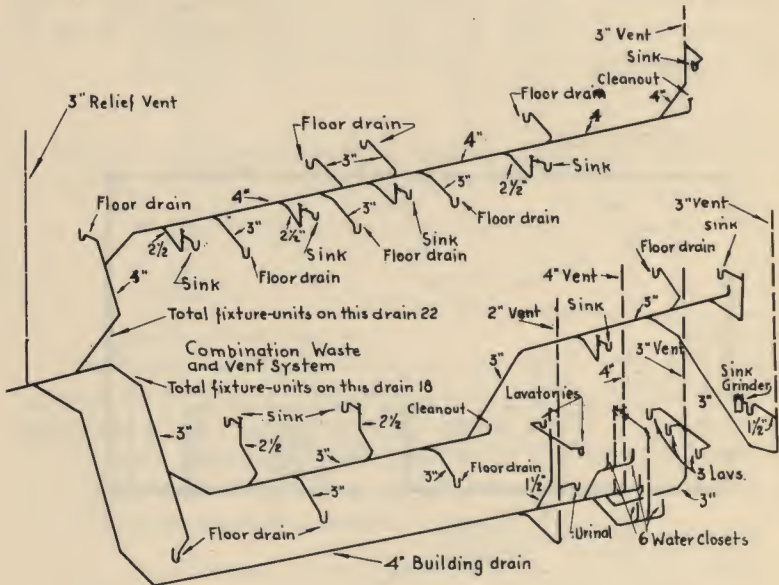 3" Vent
Sink
Cleanout
4"
3" Relief Vent
Floor drain
4
4"
Floor drain
3"
Sink
2½"
3"
Floor drain
4"
Floor drain
2½
Sink
3"
Floor drain
2½"
Sink
3"
Floor drain
Sink
4"
3" Vent
Sink
Floor drain
4" Vent
2" Vent
Sink
3"
3" Vent
Total fixture-units on this drain 22
Combination Waste
and Vent System
Total fixture-units on this drain 18
3"
4"
Sink
Grinder
3"
1½"
Lavatories
Cleanout
Sink
2½
2½
3"
3"
3"
3"
Floor drain
Floor drain
1½"
Urinal
3 Lavs.
3"
6 Water Closets
4" Building drain